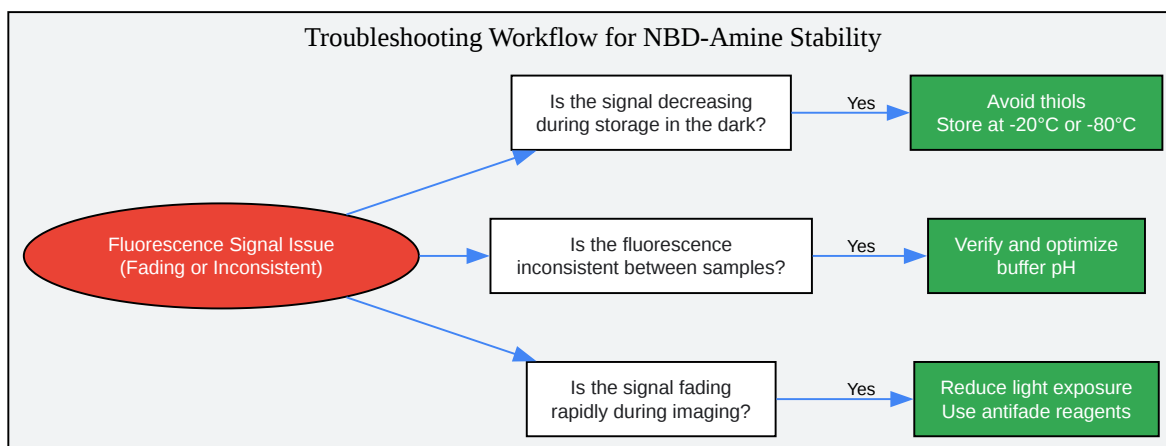 Troubleshooting Workflow for NBD-Amine Stability
Is the signal decreasing
during storage in the dark?
Yes
Avoid thiols
Store at -20°C or -80°C
Fluorescence Signal Issue
(Fading or Inconsistent)
Is the fluorescence
inconsistent between samples?
Yes
Verify and optimize
buffer pH
Is the signal fading
rapidly during imaging?
Yes
Reduce light exposure
Use antifade reagents